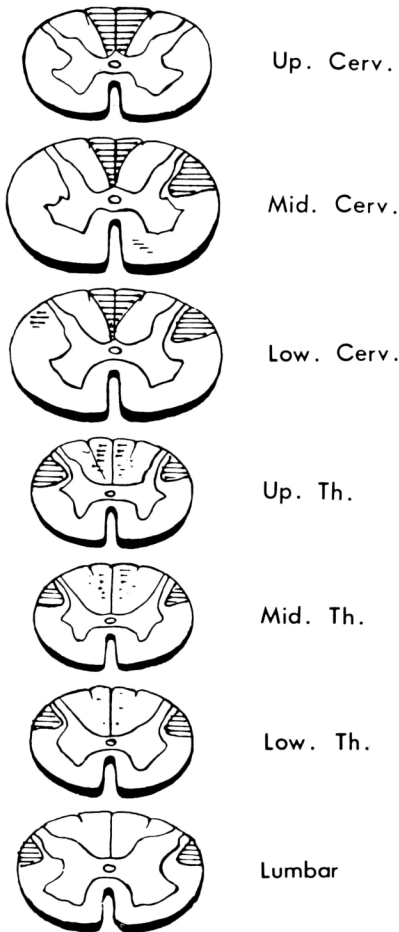 Up. Cerv.
Mid. Cerv.
Low. Cerv.
Up. Th.
Mid. Th.
Low. Th.
Lumbar